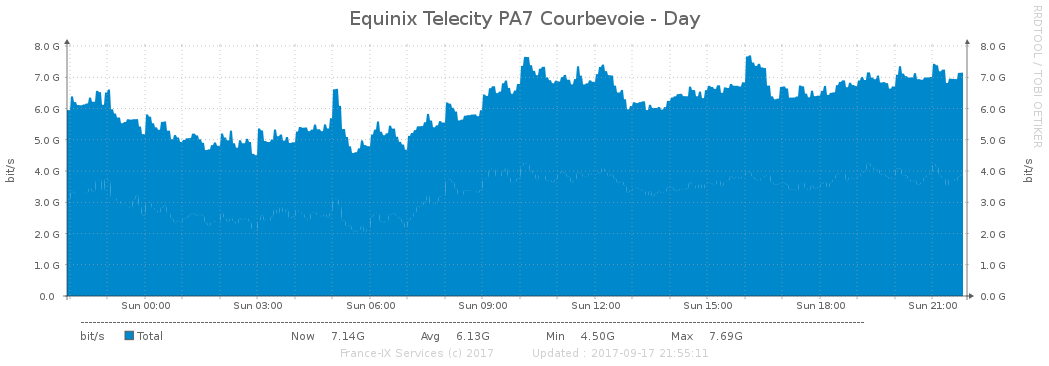 Equinix Telecity PA7 Courbevoie - Day
RRDTOOL / TOBI OETIKER
8.0 G 8.0 G
7.0 G 7.0 G
6.0 G 6.0 G
5.0 G 5.0 G
4.0 G 4.0 G
3.0 G 3.0 G
2.0 G 2.0 G
1.0 G 1.0 G
0.0 0.0 G
bit/s bit/s
Sun 00:00 Sun 03:00 Sun 06:00 Sun 09:00 Sun 12:00 Sun 15:00 Sun 18:00 Sun 21:00
bit/s Total Now 7.14G Avg 6.13G Min 4.50G Max 7.69G
France-IX Services (c) 2017 Updated : 2017-09-17 21:55:11